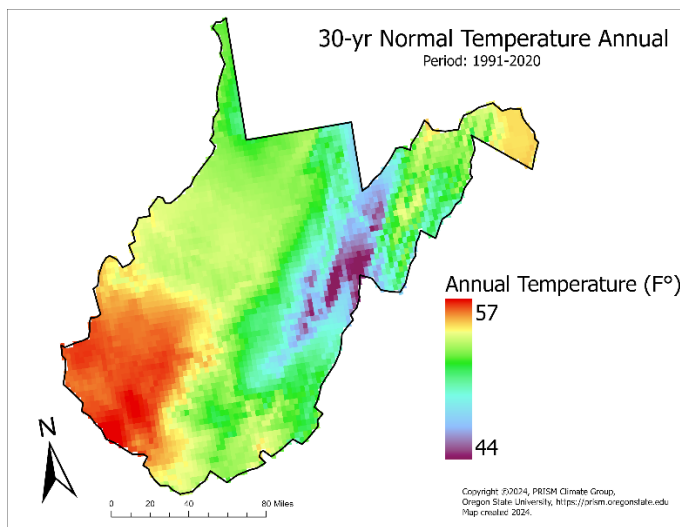 30-yr Normal Temperature Annual
Period: 1991-2020
Annual Temperature (F°)
57
44
N
0 20 40 80 Miles
Copyright ©2024, PRISM Climate Group,
Oregon State University, https://prism.oregonstate.edu
Map created 2024.